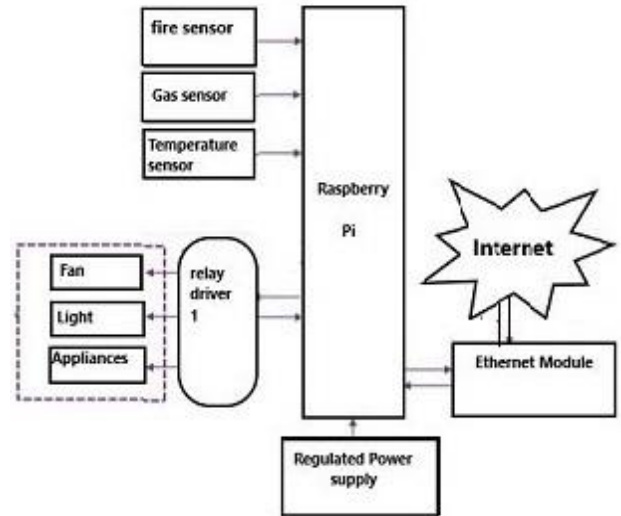 fire sensor
Gas sensor
Temperature
sensor
Raspberry
Pi
Internet
Fan
Light
Appliances
relay
driver
1
Ethernet Module
Regulated Power
supply